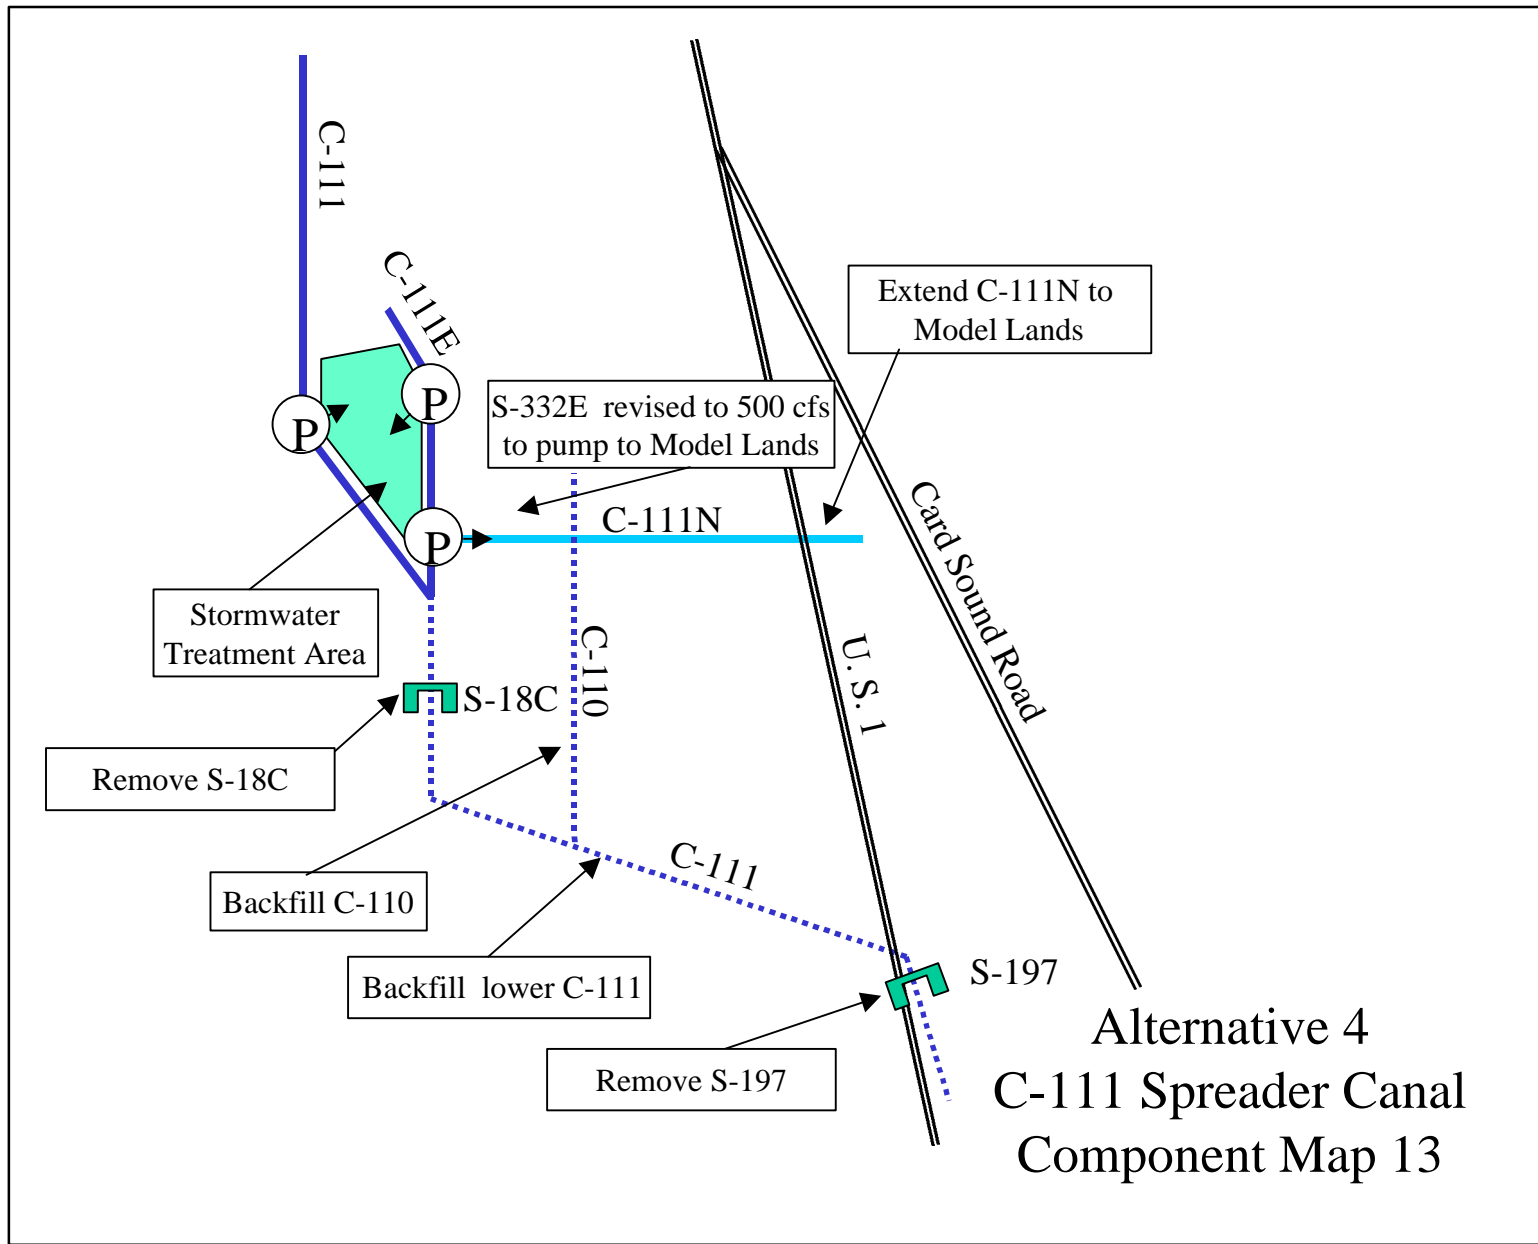 C-111
C-111E
Extend C-111N to
Model Lands
P
P
S-332E revised to 500 cfs
to pump to Model Lands
C-111N
P
Card Sound Road
Stormwater
Treatment Area
C-110
U. S. 1
S-18C
Remove S-18C
C-111
Backfill C-110
Backfill lower C-111
S-197
Remove S-197
Alternative 4
C-111 Spreader Canal
Component Map 13